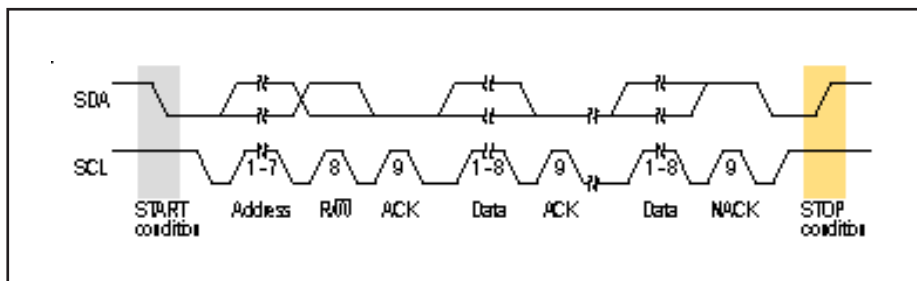 SDA
SCL 1-7 8 9 1-8 9 1-8 9
START condition Address ACK Data ACK Data NACK STOP condition